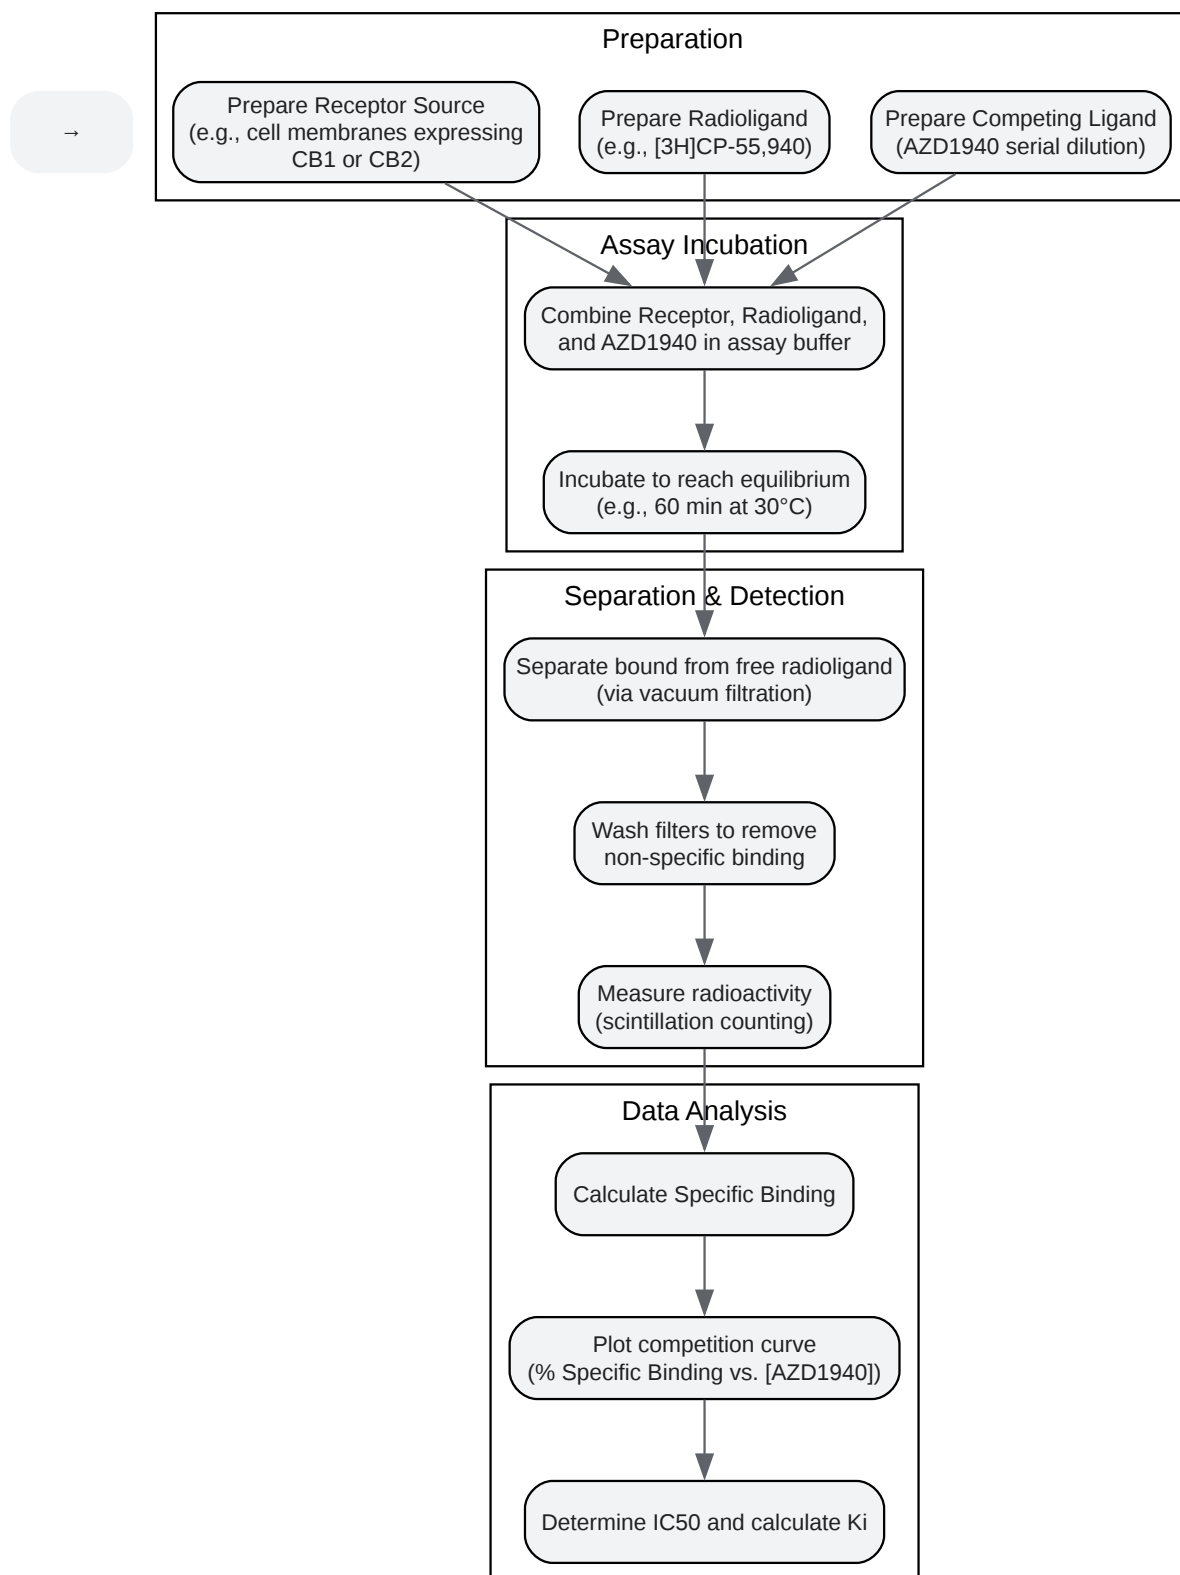 Preparation
→
Prepare Receptor Source
(e.g., cell membranes expressing
CB1 or CB2)
Prepare Radioligand
(e.g., [3H]CP-55,940)
Prepare Competing Ligand
(AZD1940 serial dilution)
Assay Incubation
Combine Receptor, Radioligand,
and AZD1940 in assay buffer
Incubate to reach equilibrium
(e.g., 60 min at 30°C)
Separation & Detection
Separate bound from free radioligand
(via vacuum filtration)
Wash filters to remove
non-specific binding
Measure radioactivity
(scintillation counting)
Data Analysis
Calculate Specific Binding
Plot competition curve
(% Specific Binding vs. [AZD1940])
Determine IC50 and calculate Ki